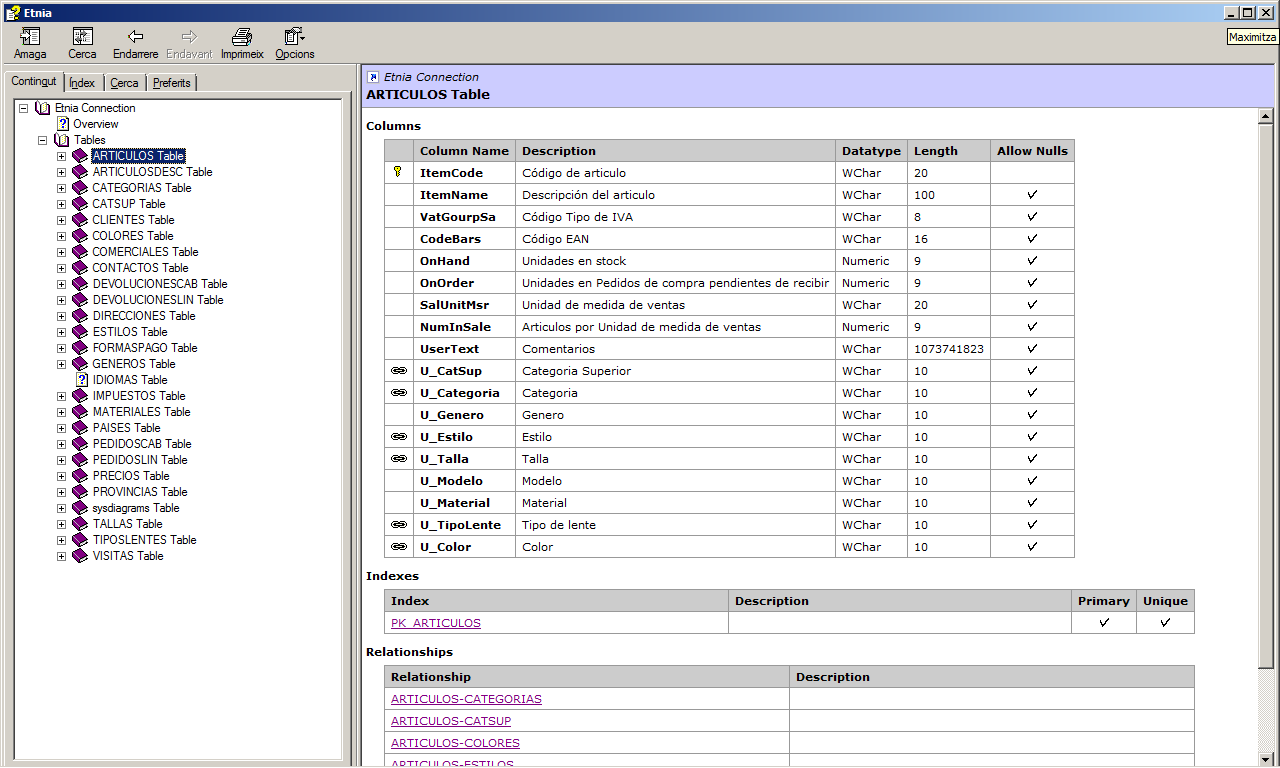 Etnia
Amaga Cerca Endarrere Endavant Imprimeix Opcions
Maximitza
Contingut Índex Cerca Preferits
Etnia Connection
Overview
Tables
ARTICULOS Table
ARTICULOSDESC Table
CATEGORIAS Table
CATSUP Table
CLIENTES Table
COLORES Table
COMERCIALES Table
CONTACTOS Table
DEVOLUCIONESCAB Table
DEVOLUCIONESLIN Table
DIRECCIONES Table
ESTILOS Table
FORMASPAGO Table
GENEROS Table
IDIOMAS Table
IMPUESTOS Table
MATERIALES Table
PAISES Table
PEDIDOSCAB Table
PEDIDOSLIN Table
PRECIOS Table
PROVINCIAS Table
sysdiagrams Table
TALLAS Table
TIPOSLENTES Table
VISITAS Table
Etnia Connection
ARTICULOS Table
Columns
Column Name Description Datatype Length Allow Nulls
ItemCode Código de articulo WChar 20
ItemName Descripción del articulo WChar 100
VatGourpSa Código Tipo de IVA WChar 8
CodeBars Código EAN WChar 16
OnHand Unidades en stock Numeric 9
OnOrder Unidades en Pedidos de compra pendientes de recibir Numeric 9
SalUnitMsr Unidad de medida de ventas WChar 20
NumInSale Articulos por Unidad de medida de ventas Numeric 9
UserText Comentarios WChar 1073741823
U_CatSup Categoria Superior WChar 10
U_Categoria Categoria WChar 10
U_Genero Genero WChar 10
U_Estilo Estilo WChar 10
U_Talla Talla WChar 10
U_Modelo Modelo WChar 10
U_Material Material WChar 10
U_TipoLente Tipo de lente WChar 10
U_Color Color WChar 10
Indexes
Index Description Primary Unique
PK_ARTICULOS
Relationships
Relationship Description
ARTICULOS-CATEGORIAS
ARTICULOS-CATSUP
ARTICULOS-COLORES
ARTICULOS-ESTILOS